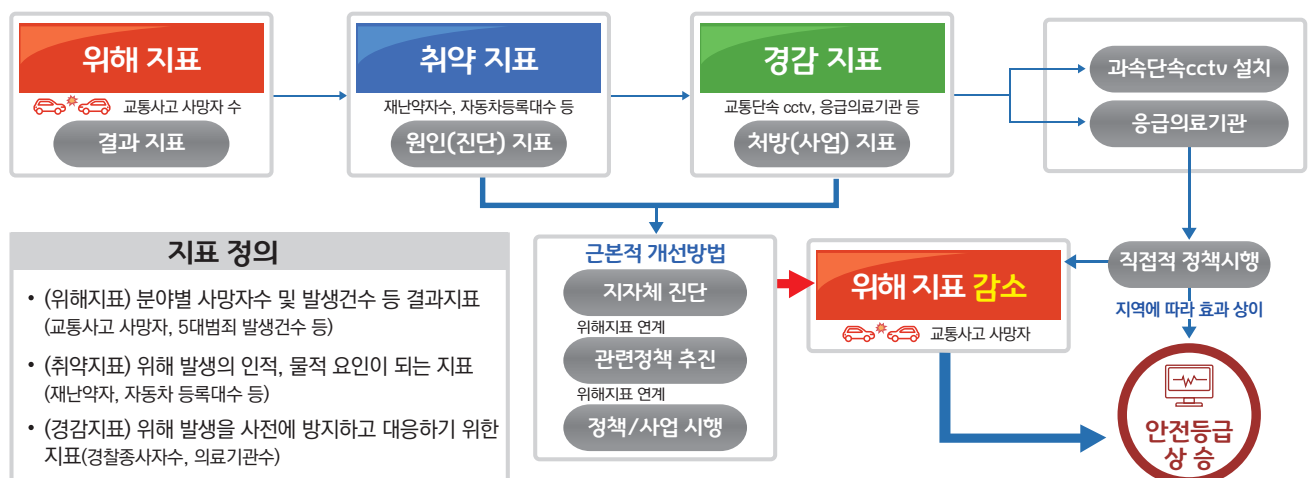 위해 지표
교통사고 사망자 수
결과 지표
취약 지표
재난약자수, 자동차등록대수 등
원인(진단) 지표
경감 지표
교통단속 cctv, 응급의료기관 등
처방(사업) 지표
과속단속cctv 설치
응급의료기관
지표 정의
• (위해지표) 분야별 사망자수 및 발생건수 등 결과지표
(교통사고 사망자, 5대범죄 발생건수 등)
• (취약지표) 위해 발생의 인적, 물적 요인이 되는 지표
(재난약자, 자동차 등록대수 등)
• (경감지표) 위해 발생을 사전에 방지하고 대응하기 위한
지표(경찰종사자수, 의료기관수)
근본적 개선방법
지자체 진단
위해지표 연계
관련정책 추진
위해지표 연계
정책/사업 시행
위해 지표 감소
교통사고 사망자
직접적 정책시행
지역에 따라 효과 상이
안전등급
상 승